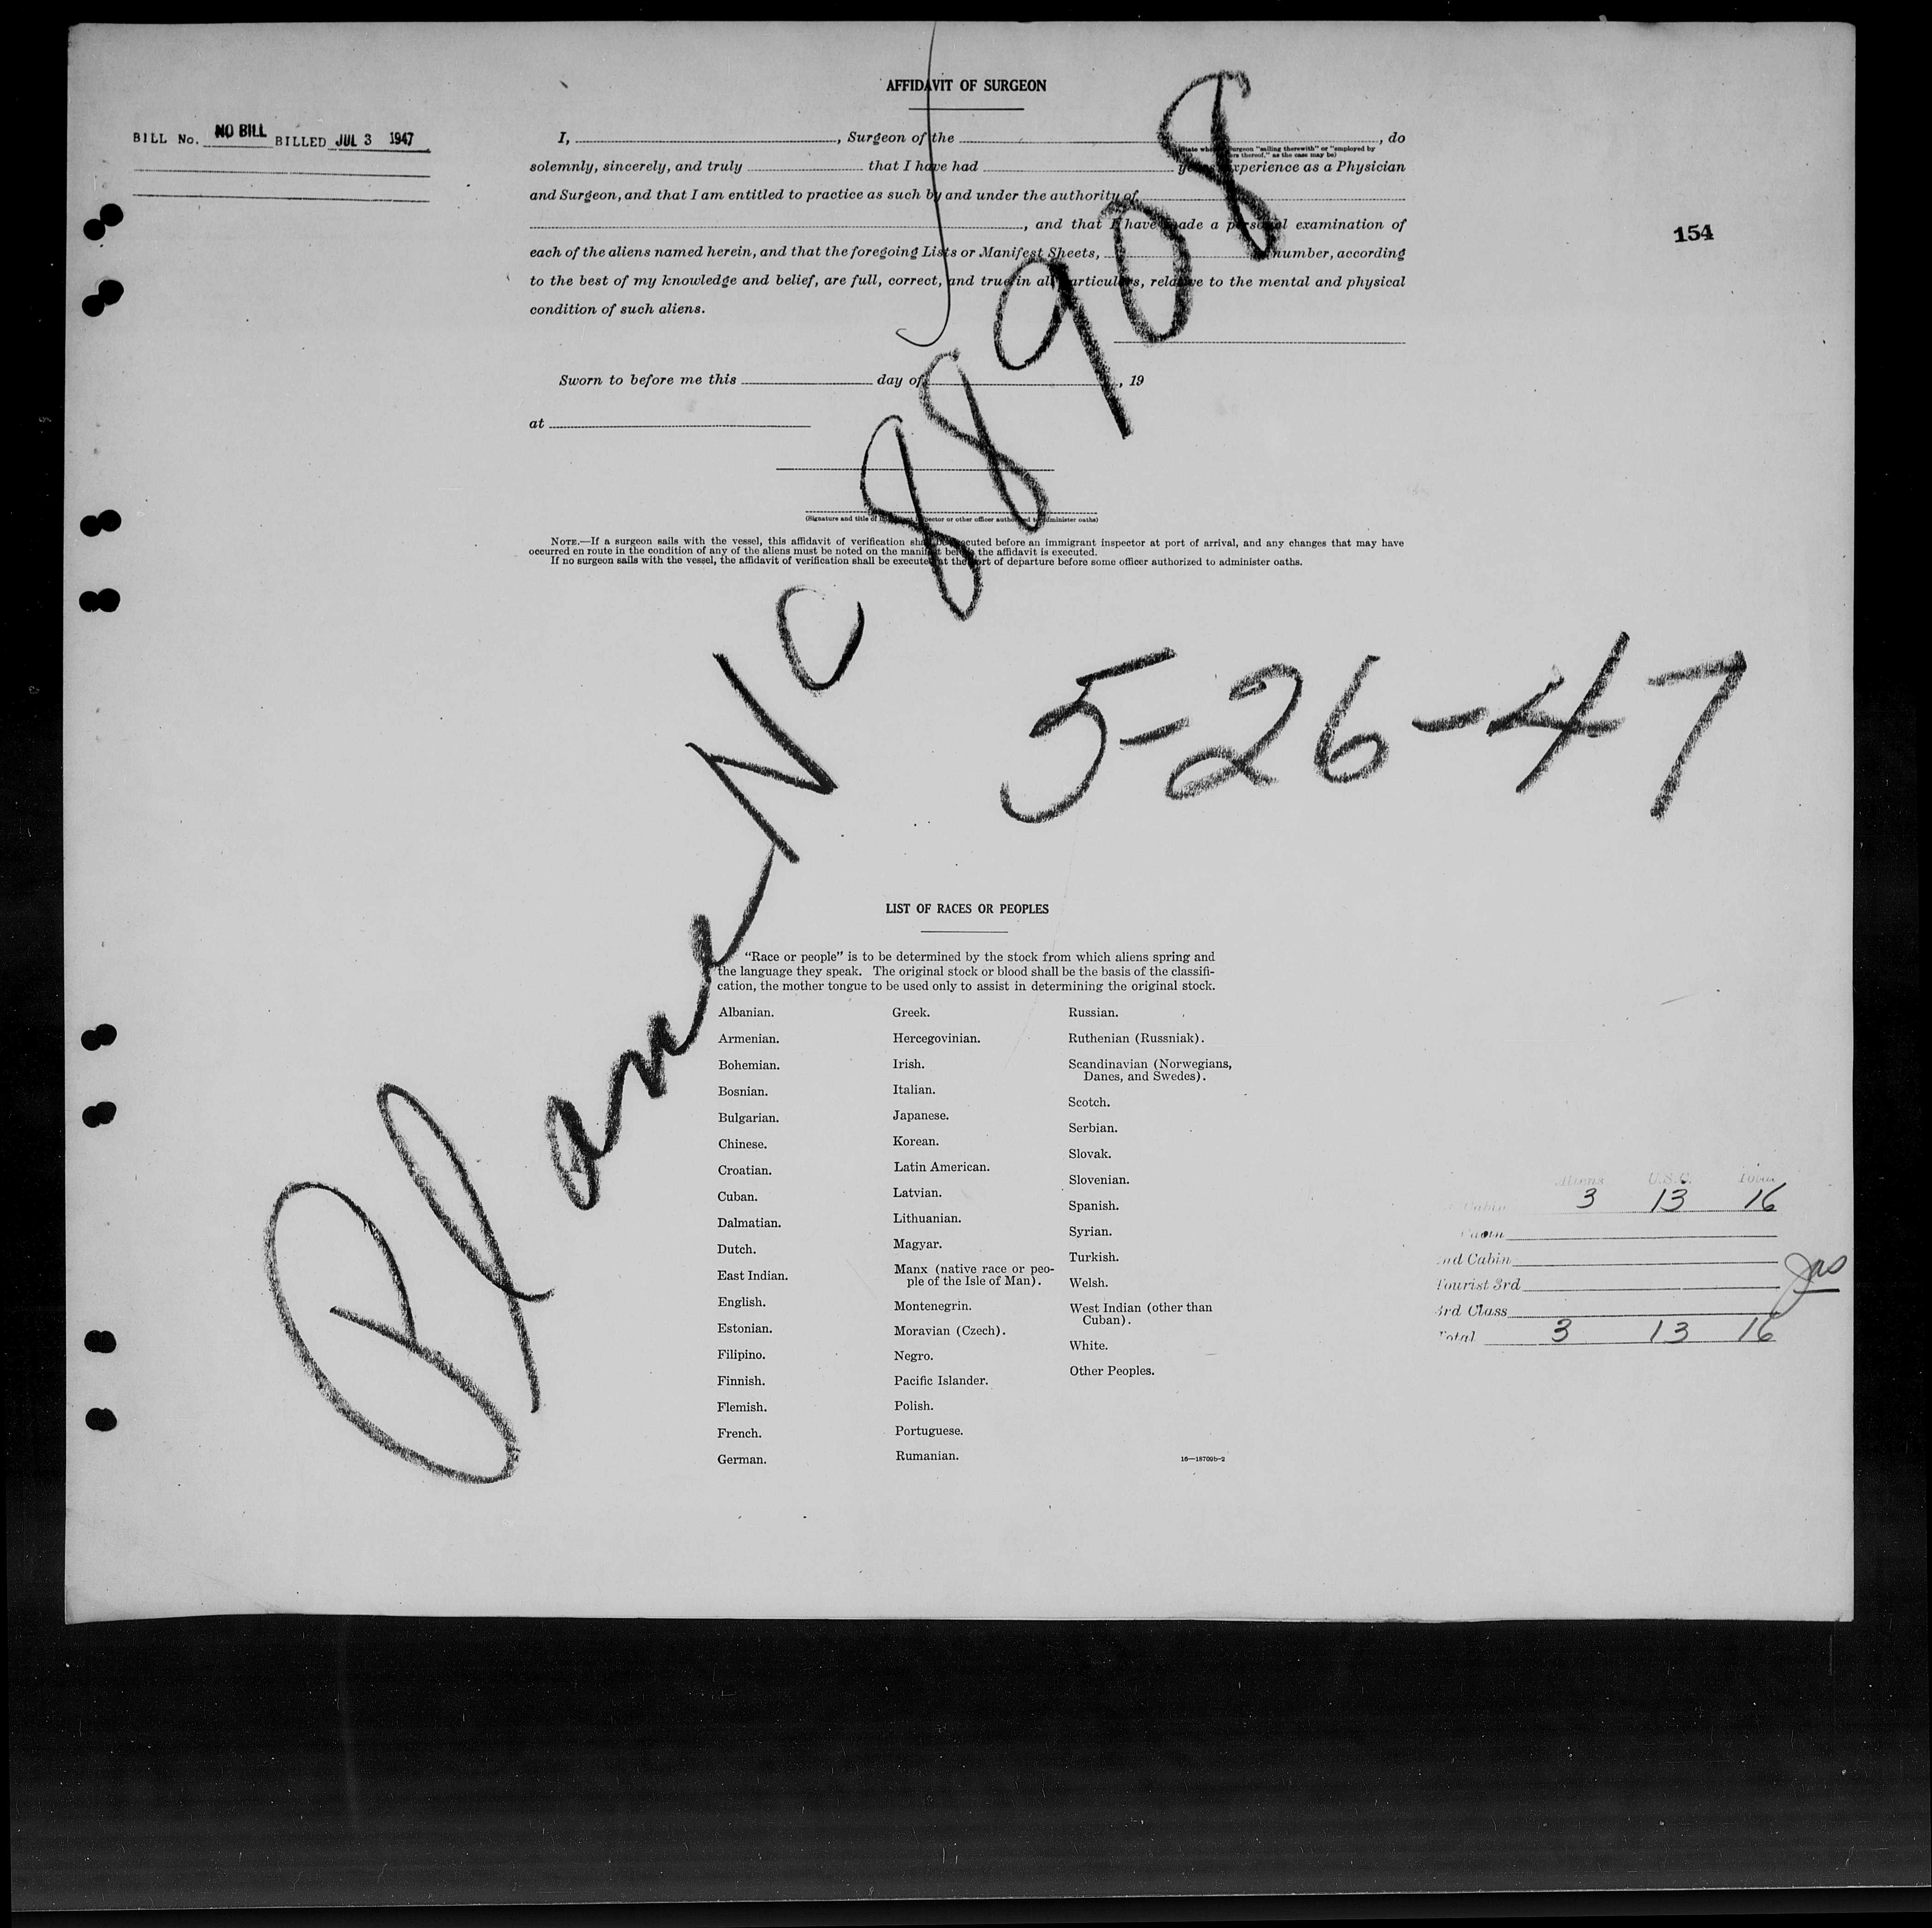 AFFIDAVIT OF SURGEON
BILL No. NO BILL BILLED JUL 3 1947
I, , Surgeon of the , do
solemnly, sincerely, and truly that I have had experience as a Physician
and Surgeon, and that I am entitled to practice as such by and under the authority of
, and that I have made a personal examination of
154
each of the aliens named herein, and that the foregoing Lists or Manifest Sheets, number, according
to the best of my knowledge and belief, are full, correct, and true in all particulars, relative to the mental and physical
condition of such aliens.
Sworn to before me this day of , 19
at
(Signature and title of or other officer authorized to administer oaths)
NOTE.—If a surgeon sails with the vessel, this affidavit of verification shall be executed before an immigrant inspector at port of arrival, and any changes that may have
occurred en route in the condition of any of the aliens must be noted on the manifest before the affidavit is executed.
If no surgeon sails with the vessel, the affidavit of verification shall be executed at the port of departure before some officer authorized to administer oaths.
Plane No 88908
5-26-47
LIST OF RACES OR PEOPLES
"Race or people" is to be determined by the stock from which aliens spring and
the language they speak. The original stock or blood shall be the basis of the classifi-
cation, the mother tongue to be used only to assist in determining the original stock.
Albanian.
Armenian.
Bohemian.
Bosnian.
Bulgarian.
Chinese.
Croatian.
Cuban.
Dalmatian.
Dutch.
East Indian.
English.
Estonian.
Filipino.
Finnish.
Flemish.
French.
German.
Greek.
Hercegovinian.
Irish.
Italian.
Japanese.
Korean.
Latin American.
Latvian.
Lithuanian.
Magyar.
Manx (native race or peo-
ple of the Isle of Man).
Montenegrin.
Moravian (Czech).
Negro.
Pacific Islander.
Polish.
Portuguese.
Rumanian.
Russian.
Ruthenian (Russniak).
Scandinavian (Norwegians,
Danes, and Swedes).
Scotch.
Serbian.
Slovak.
Slovenian.
Spanish.
Syrian.
Turkish.
Welsh.
West Indian (other than
Cuban).
White.
Other Peoples.
16—18709b-2
Aliens U.S.C. Total
Cabin 3 13 16
Cabin
2nd Cabin
Tourist 3rd
3rd Class
Total 3 13 16